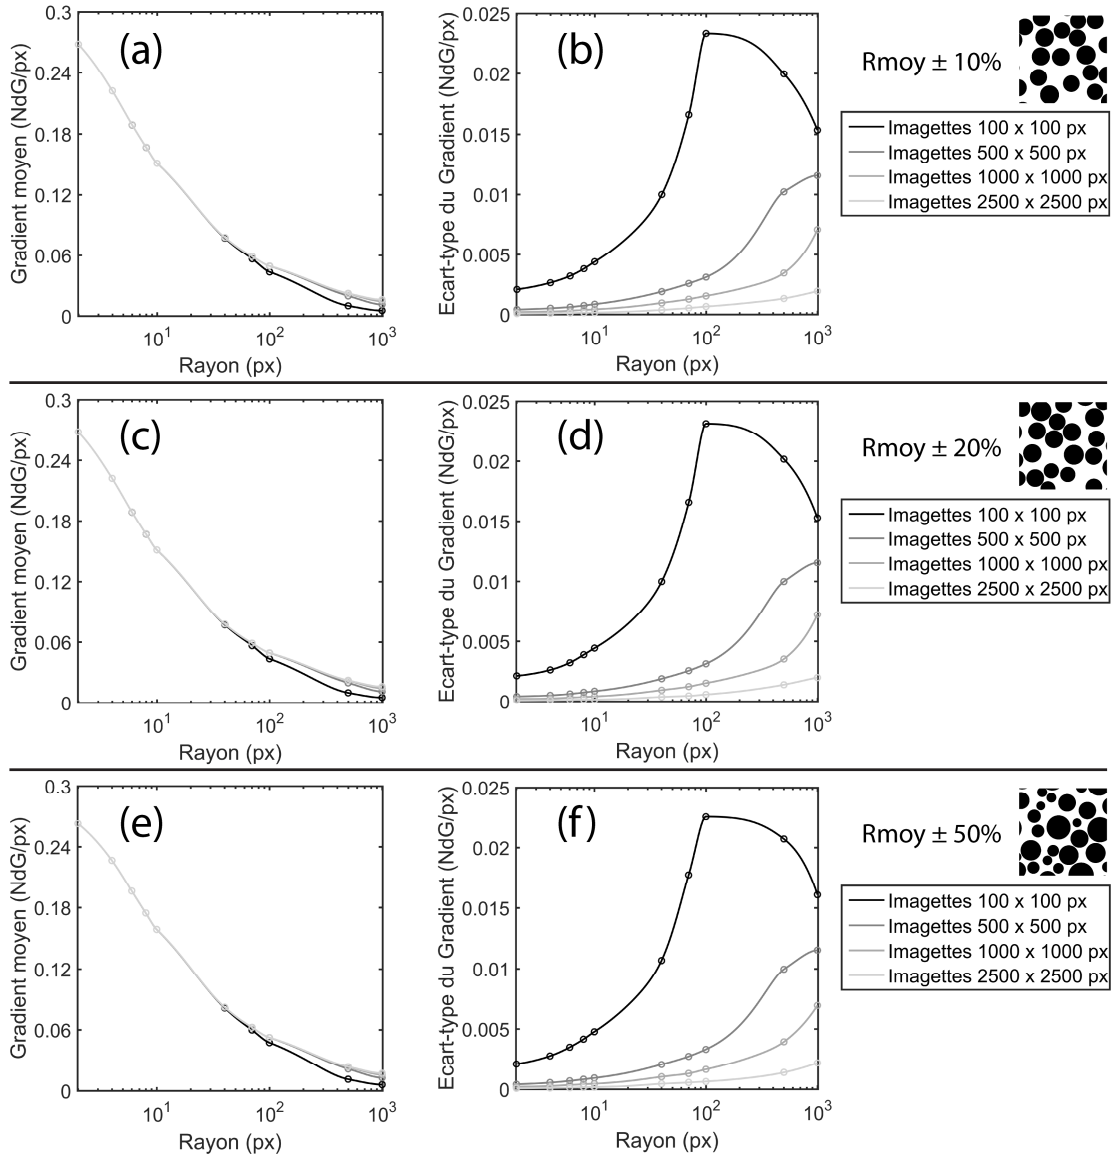 (a)
Gradient moyen (NdG/px)
0.3
0.24
0.18
0.12
0.06
0
10¹ 10² 10³
Rayon (px)
(b)
Ecart-type du Gradient (NdG/px)
0.025
0.02
0.015
0.01
0.005
0
10¹ 10² 10³
Rayon (px)
Rmoy ± 10%
Imagettes 100 x 100 px
Imagettes 500 x 500 px
Imagettes 1000 x 1000 px
Imagettes 2500 x 2500 px
(c)
Gradient moyen (NdG/px)
0.3
0.24
0.18
0.12
0.06
0
10¹ 10² 10³
Rayon (px)
(d)
Ecart-type du Gradient (NdG/px)
0.025
0.02
0.015
0.01
0.005
0
10¹ 10² 10³
Rayon (px)
Rmoy ± 20%
Imagettes 100 x 100 px
Imagettes 500 x 500 px
Imagettes 1000 x 1000 px
Imagettes 2500 x 2500 px
(e)
Gradient moyen (NdG/px)
0.3
0.24
0.18
0.12
0.06
0
10¹ 10² 10³
Rayon (px)
(f)
Ecart-type du Gradient (NdG/px)
0.025
0.02
0.015
0.01
0.005
0
10¹ 10² 10³
Rayon (px)
Rmoy ± 50%
Imagettes 100 x 100 px
Imagettes 500 x 500 px
Imagettes 1000 x 1000 px
Imagettes 2500 x 2500 px